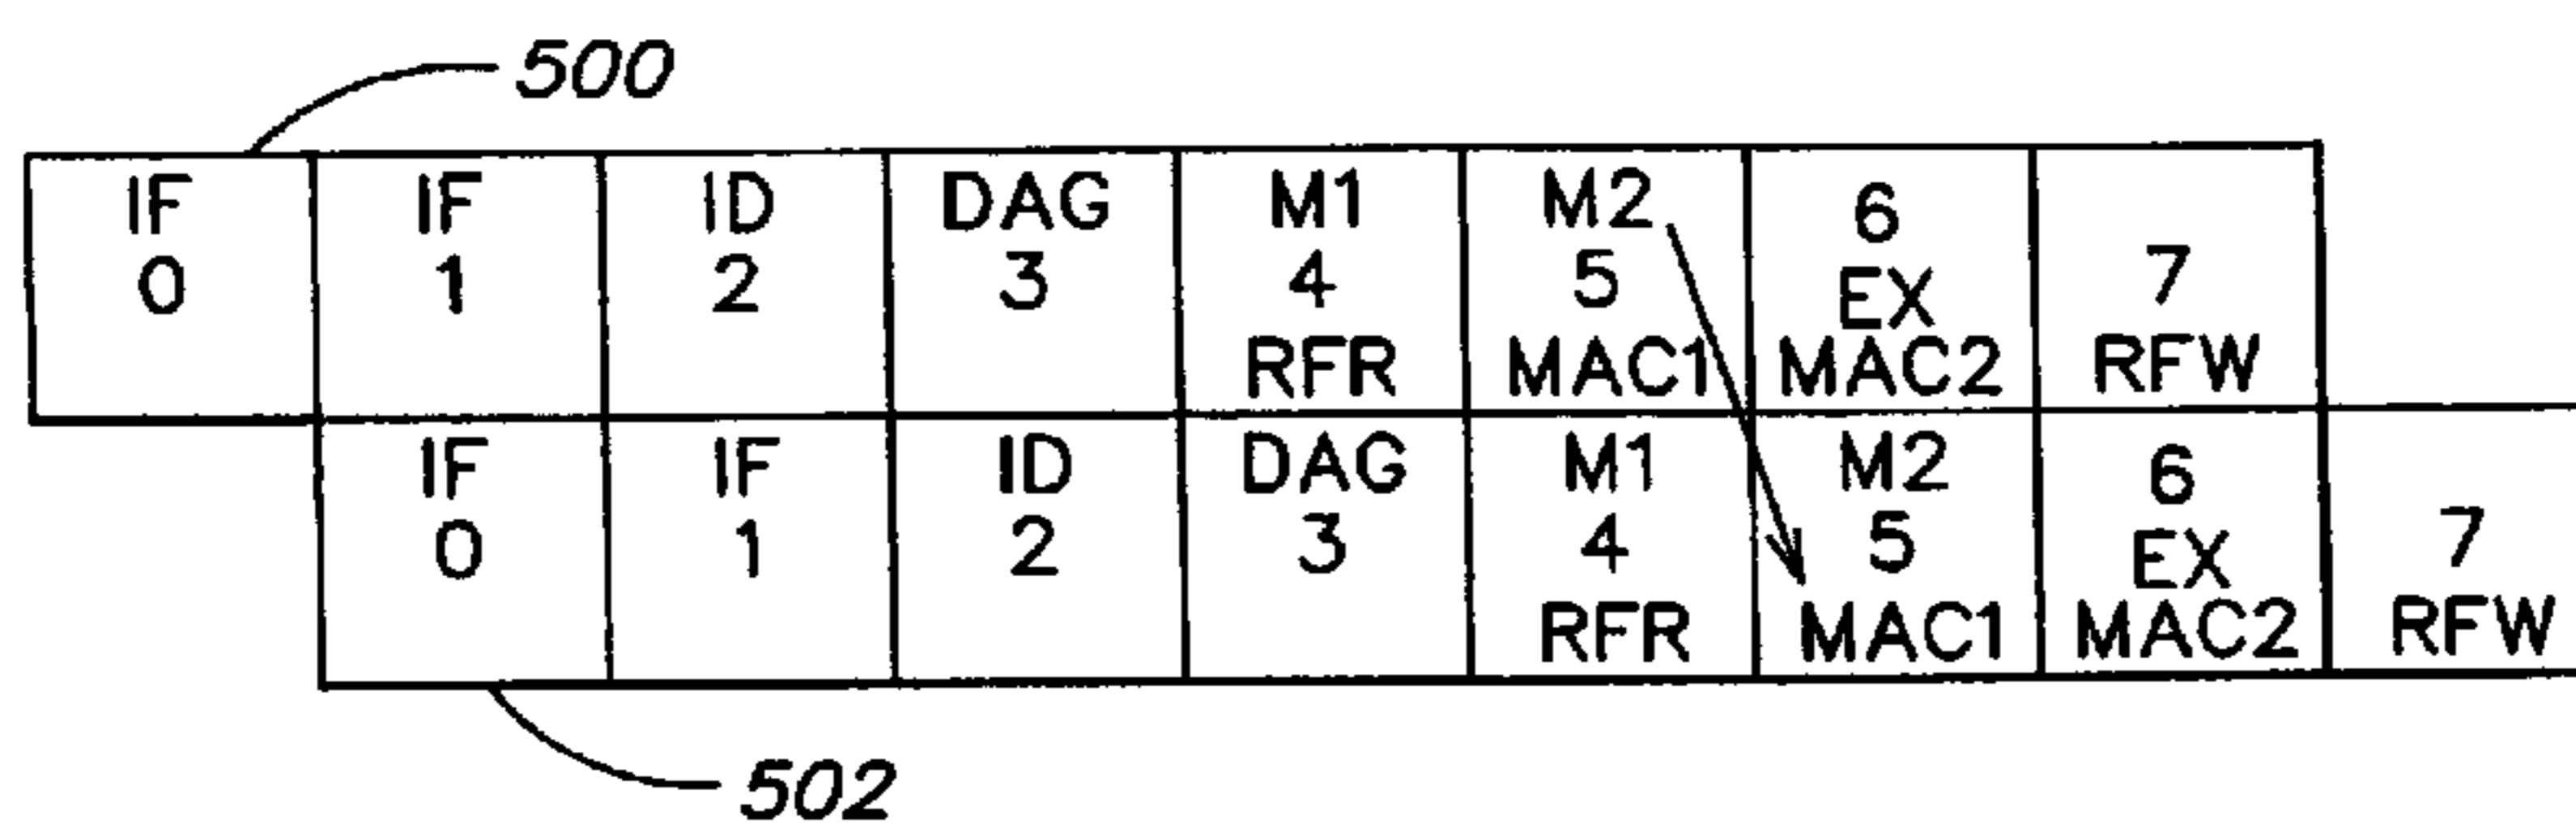 500
IF IF ID DAG M1 M2 6
0 1 2 3 4 5 EX 7
RFR MAC1 MAC2 RFW
IF IF ID DAG M1 M2 6
0 1 2 3 4 5 EX 7
RFR MAC1 MAC2 RFW
502